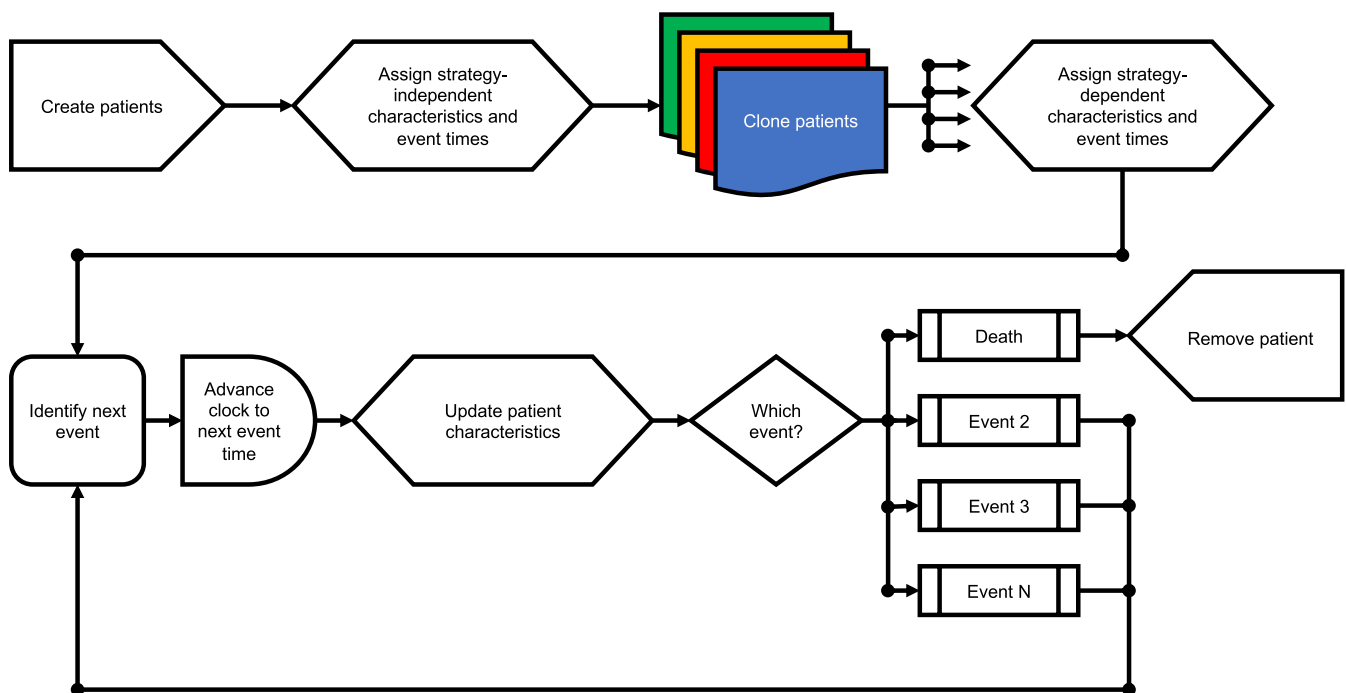 Create patients
Assign strategy-
independent
characteristics and
event times
Clone patients
Assign strategy-
dependent
characteristics and
event times
Identify next
event
Advance
clock to
next event
time
Update patient
characteristics
Which
event?
Death
Remove patient
Event 2
Event 3
Event N